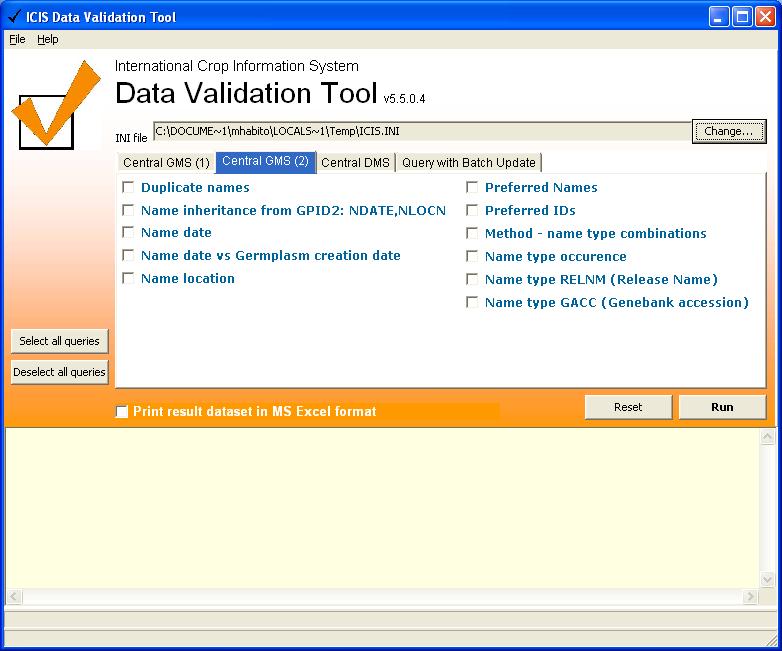 ICIS Data Validation Tool
File Help
International Crop Information System
Data Validation Tool v5.5.0.4
INI file C:\DOCUME~1\mhabito\LOCALS~1\Temp\ICIS.INI Change...
Central GMS (1) Central GMS (2) Central DMS Query with Batch Update
Duplicate names
Name inheritance from GPID2: NDATE,NLOCN
Name date
Name date vs Germplasm creation date
Name location
Preferred Names
Preferred IDs
Method - name type combinations
Name type occurence
Name type RELNM (Release Name)
Name type GACC (Genebank accession)
Select all queries
Deselect all queries
Print result dataset in MS Excel format
Reset Run